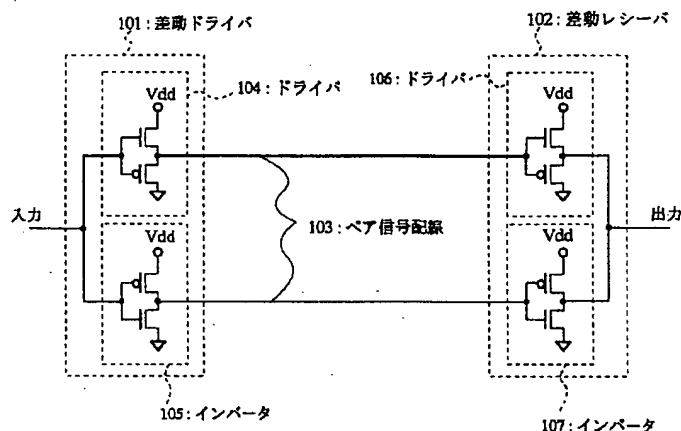 101：差動ドライバ
102：差動レシーバ
104：ドライバ
106：ドライバ
Vdd
Vdd
入力
出力
103：ペア信号配線
Vdd
Vdd
105：インバータ
107：インバータ